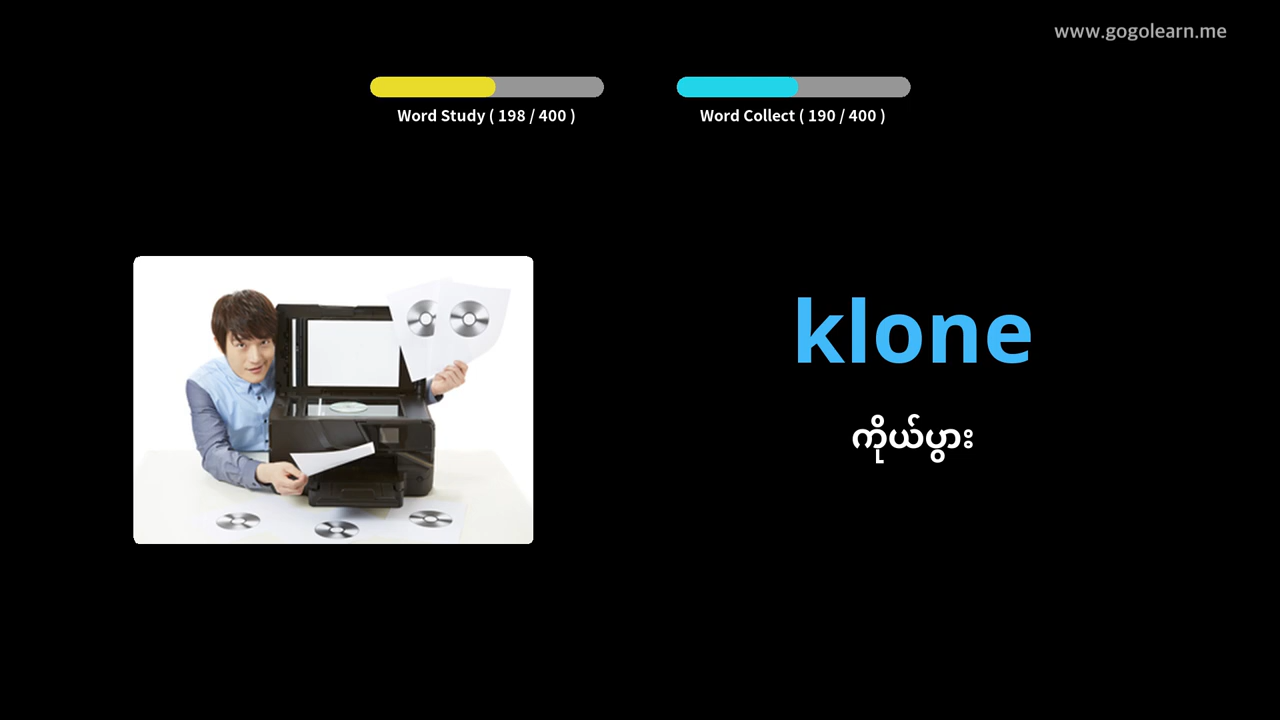 www.gogolearn.me
Word Study ( 198 / 400 )
Word Collect ( 190 / 400 )
klone
ကိုယ်ပွား